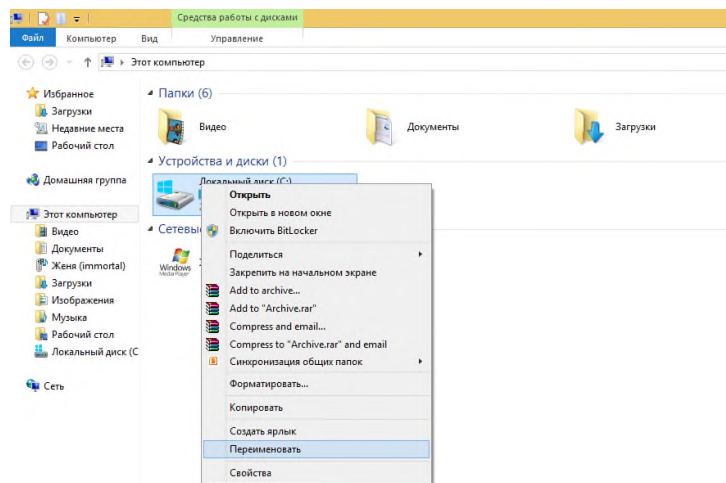 Средства работы с дисками
Файл Компьютер Вид Управление
Этот компьютер
Избранное
Загрузки
Недавние места
Рабочий стол
Домашняя группа
Этот компьютер
Видео
Документы
Женя (immortal)
Загрузки
Изображения
Музыка
Рабочий стол
Локальный диск (C
Сеть
Папки (6)
Видео Документы Загрузки
Устройства и диски (1)
Локальный диск (C:)
Сетевы
Windows
Media Player
Открыть
Открыть в новом окне
Включить BitLocker
Поделиться
Закрепить на начальном экране
Add to archive...
Add to "Archive.rar"
Compress and email...
Compress to "Archive.rar" and email
Синхронизация общих папок
Форматировать...
Копировать
Создать ярлык
Переименовать
Свойства